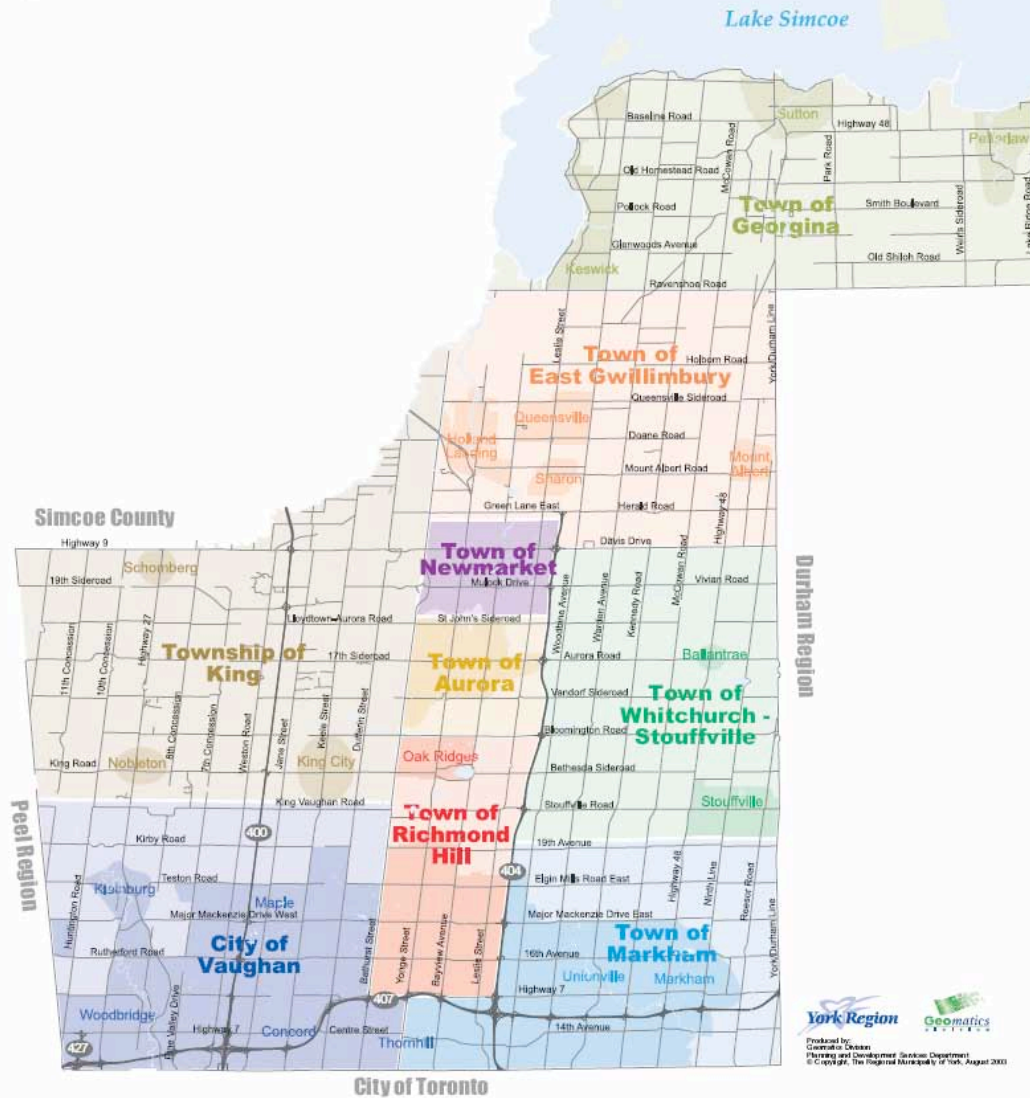 Lake Simcoe
Sutton
Baseline Road
Highway 48
McCowan Road
Park Road
Old Homestead Road
Pollock Road
Town of
Georgina
Smith Boulevard
Weirs Sideroad
Lake Ridge Road
Glenwoods Avenue
Old Shiloh Road
Keswick
Ravenshoe Road
Leslie Street
York/Durham Line
Town of
East Gwillimbury
Holborn Road
Queensville Sideroad
Queensville
Holland
Landing
Doane Road
Mount
Albert
Mount Albert Road
Sharon
Green Lane East
Herald Road
Highway 48
Simcoe County
Highway 9
Town of
Newmarket
Davis Drive
McCowan Road
Durham Region
Schomberg
19th Sideroad
Mulock Drive
Vivian Road
Woodbine Avenue
Warden Avenue
Kennedy Road
Lloydtown-Aurora Road
St John's Sideroad
11th Concession
10th Concession
Highway 27
Township of
King
17th Sideroad
Town of
Aurora
Aurora Road
Ballantrae
Vandorf Sideroad
Town of
Whitchurch -
Stouffville
8th Concession
7th Concession
Weston Road
Jane Street
Keele Street
Dufferin Street
Bloomington Road
King Road
Nobleton
King City
Oak Ridges
Bethesda Sideroad
King Vaughan Road
Stouffville Road
Stouffville
Peel Region
Town of
Richmond
Hill
400
Kirby Road
19th Avenue
404
Teston Road
Elgin Mills Road East
Highway 48
Ninth Line
Reesor Road
Kleinburg
Huntington Road
Maple
Major Mackenzie Drive West
Major Mackenzie Drive East
Bathurst Street
Yonge Street
Bayview Avenue
Leslie Street
York/Durham Line
Rutherford Road
City of
Vaughan
Town of
Markham
16th Avenue
Unionville
Markham
Highway 7
407
Woodbridge
Pine Valley Drive
Highway 7
Concord
Centre Street
14th Avenue
Thornhill
427
City of Toronto
York Region
Geomatics
Produced by:
Geomatics Division
Planning and Development Services Department
© Copyright, The Regional Municipality of York, August 2003